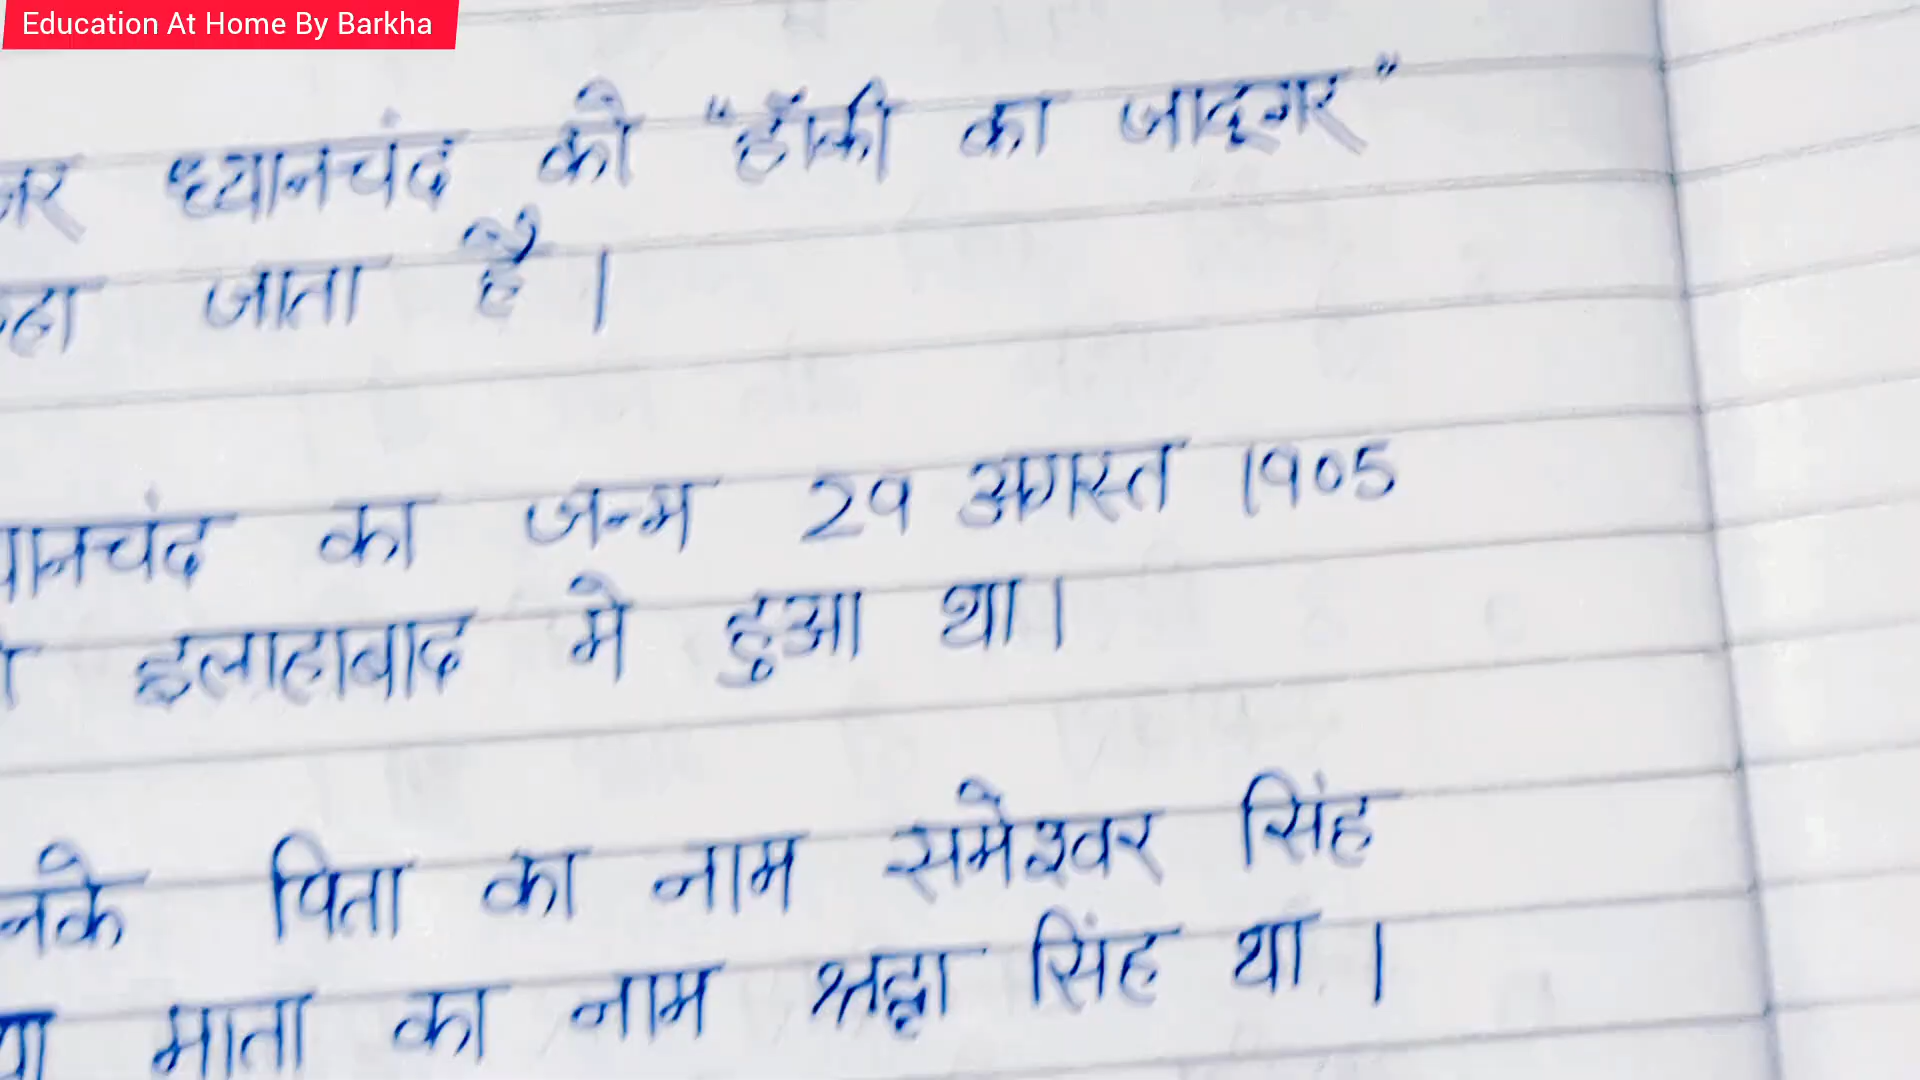 Education At Home By Barkha
ध्यानचंद को "हॉकी का जादूगर"
जाता है ।
का जन्म 29 अगस्त 1905
इलाहाबाद मे हुआ था।
पिता का नाम समेश्वर सिंह
माता का नाम श्रद्धा सिंह था ।